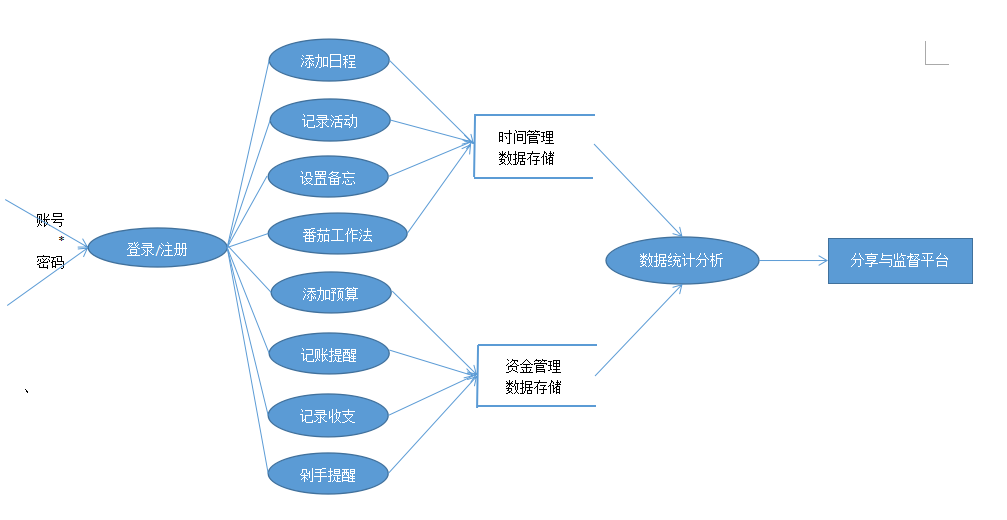 添加日程
记录活动
设置备忘
番茄工作法
时间管理
数据存储
账号
*
密码
登录/注册
数据统计分析
分享与监督平台
添加预算
记账提醒
记录收支
剁手提醒
资金管理
数据存储
、